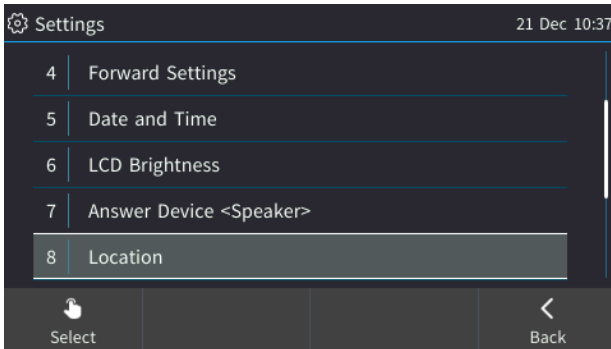 Settings 21 Dec 10:37
4 Forward Settings
5 Date and Time
6 LCD Brightness
7 Answer Device <Speaker>
8 Location
Select Back